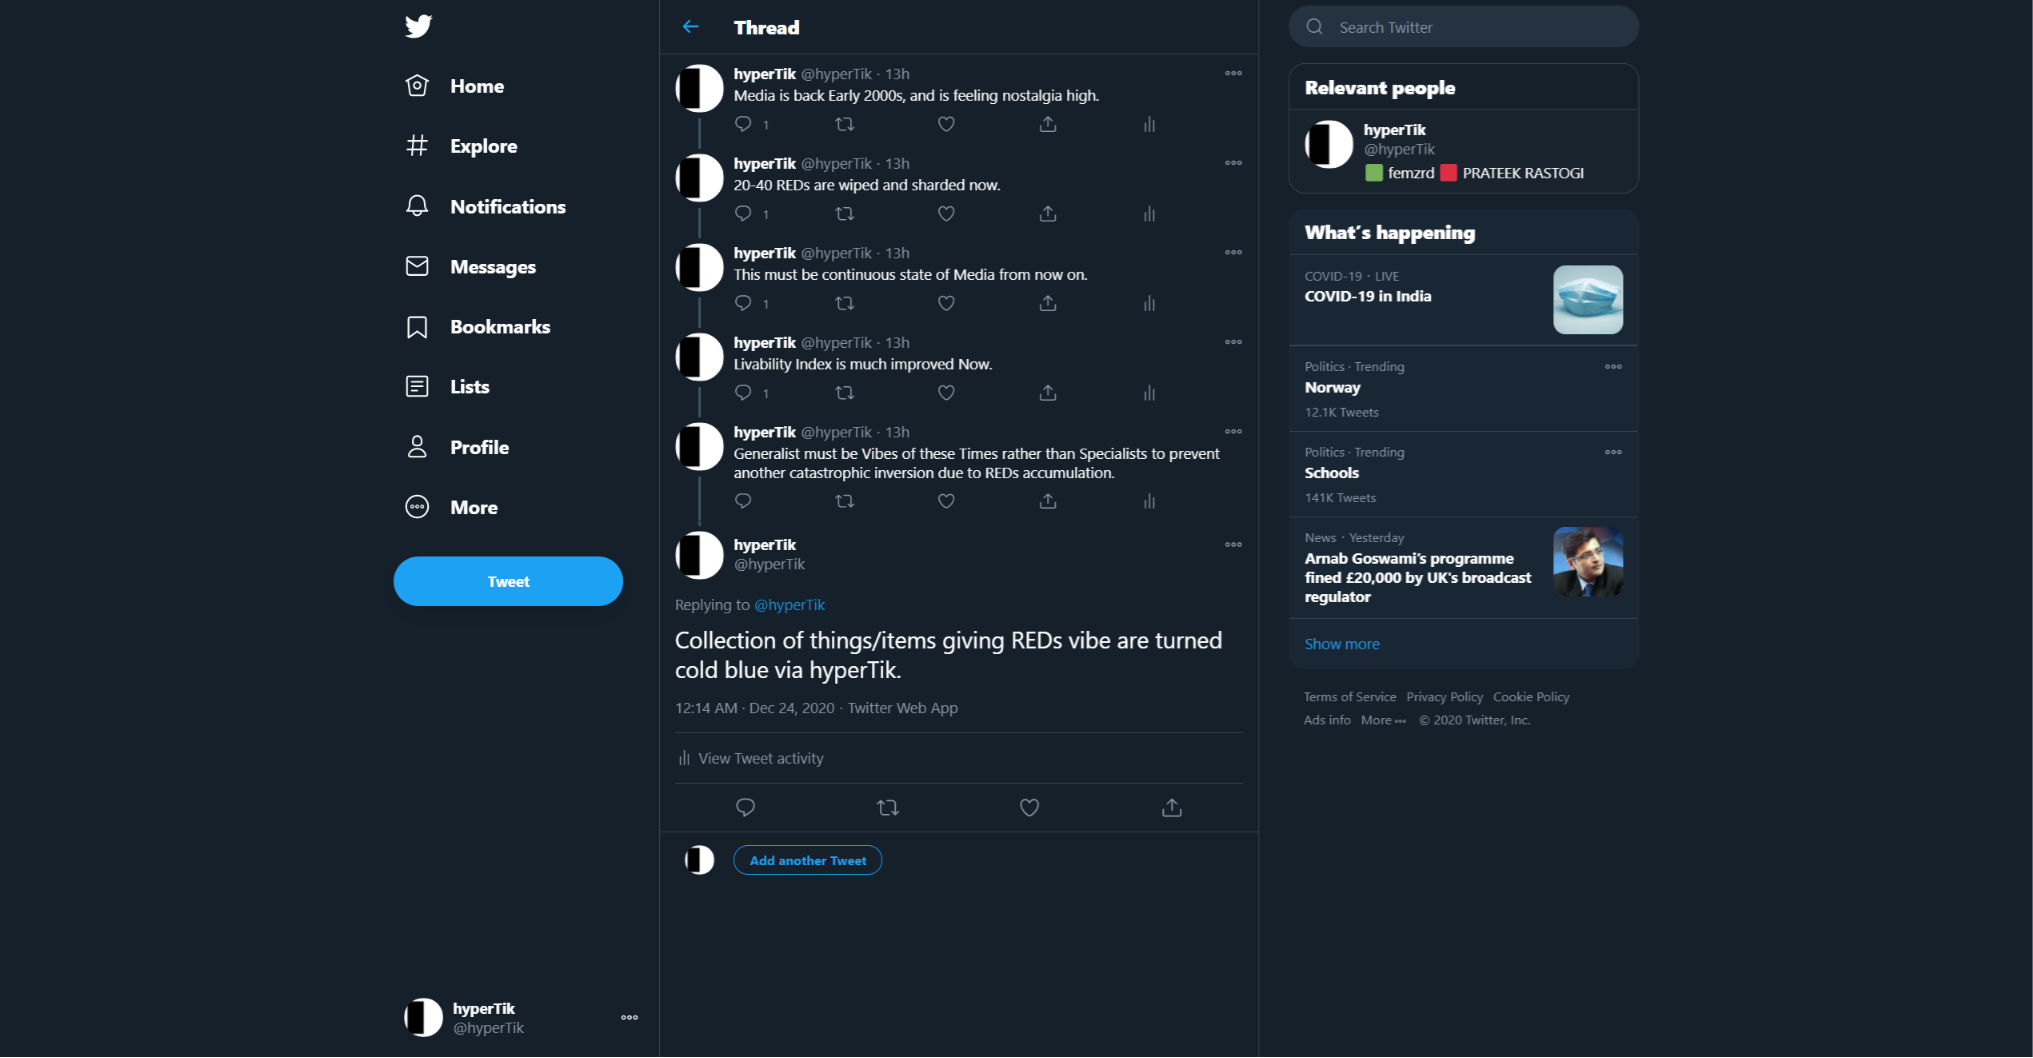 Home
Explore
Notifications
Messages
Bookmarks
Lists
Profile
More
Tweet
hyperTik
@hyperTik
Thread
hyperTik @hyperTik · 13h
Media is back Early 2000s, and is feeling nostalgia high.
1
hyperTik @hyperTik · 13h
20-40 REDs are wiped and sharded now.
1
hyperTik @hyperTik · 13h
This must be continuous state of Media from now on.
1
hyperTik @hyperTik · 13h
Livability Index is much improved Now.
1
hyperTik @hyperTik · 13h
Generalist must be Vibes of these Times rather than Specialists to prevent
another catastrophic inversion due to REDs accumulation.
hyperTik
@hyperTik
Replying to @hyperTik
Collection of things/items giving REDs vibe are turned
cold blue via hyperTik.
12:14 AM · Dec 24, 2020 · Twitter Web App
View Tweet activity
Add another Tweet
Search Twitter
Relevant people
hyperTik
@hyperTik
🟩 femzrd 🟥 PRATEEK RASTOGI
What's happening
COVID-19 · LIVE
COVID-19 in India
Politics · Trending
Norway
12.1K Tweets
Politics · Trending
Schools
141K Tweets
News · Yesterday
Arnab Goswami's programme
fined £20,000 by UK's broadcast
regulator
Show more
Terms of Service Privacy Policy Cookie Policy
Ads info More ••• © 2020 Twitter, Inc.